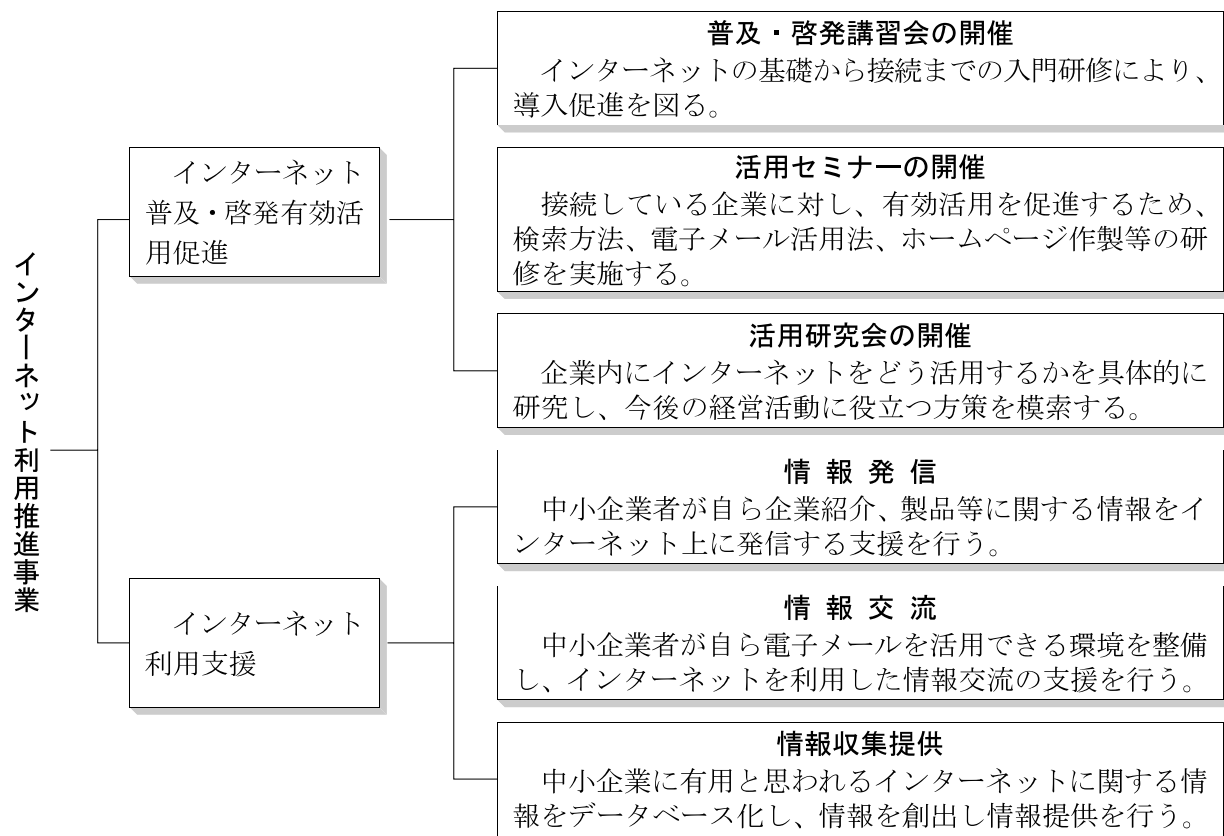 インターネット利用推進事業
インターネット
普及・啓発有効活
用促進
普及・啓発講習会の開催
インターネットの基礎から接続までの入門研修により、
導入促進を図る。
活用セミナーの開催
接続している企業に対し、有効活用を促進するため、
検索方法、電子メール活用法、ホームページ作製等の研
修を実施する。
活用研究会の開催
企業内にインターネットをどう活用するかを具体的に
研究し、今後の経営活動に役立つ方策を模索する。
インターネット
利用支援
情報発信
中小企業者が自ら企業紹介、製品等に関する情報をイ
ンターネット上に発信する支援を行う。
情報交流
中小企業者が自ら電子メールを活用できる環境を整備
し、インターネットを利用した情報交流の支援を行う。
情報収集提供
中小企業に有用と思われるインターネットに関する情
報をデータベース化し、情報を創出し情報提供を行う。